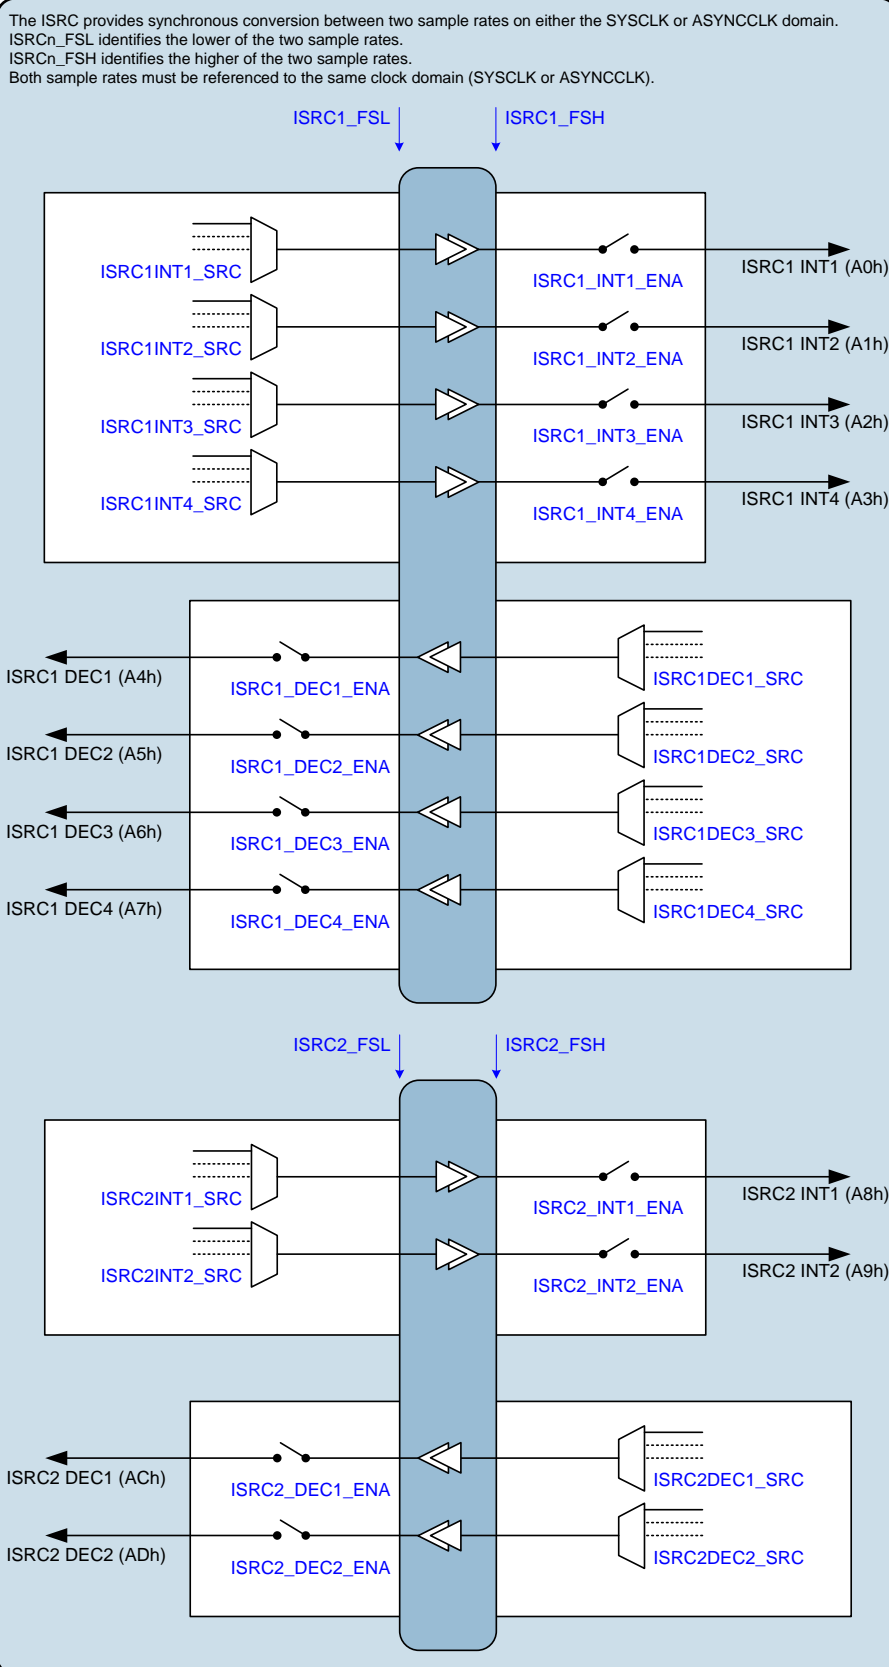 The ISRC provides synchronous conversion between two sample rates on either the SYSCLK or ASYNCCLK domain.
ISRCn_FSL identifies the lower of the two sample rates.
ISRCn_FSH identifies the higher of the two sample rates.
Both sample rates must be referenced to the same clock domain (SYSCLK or ASYNCCLK).
ISRC1_FSL ISRC1_FSH
ISRC1INT1_SRC ISRC1_INT1_ENA ISRC1 INT1 (A0h)
ISRC1INT2_SRC ISRC1_INT2_ENA ISRC1 INT2 (A1h)
ISRC1INT3_SRC ISRC1_INT3_ENA ISRC1 INT3 (A2h)
ISRC1INT4_SRC ISRC1_INT4_ENA ISRC1 INT4 (A3h)
ISRC1 DEC1 (A4h) ISRC1_DEC1_ENA ISRC1DEC1_SRC
ISRC1 DEC2 (A5h) ISRC1_DEC2_ENA ISRC1DEC2_SRC
ISRC1 DEC3 (A6h) ISRC1_DEC3_ENA ISRC1DEC3_SRC
ISRC1 DEC4 (A7h) ISRC1_DEC4_ENA ISRC1DEC4_SRC
ISRC2_FSL ISRC2_FSH
ISRC2INT1_SRC ISRC2_INT1_ENA ISRC2 INT1 (A8h)
ISRC2INT2_SRC ISRC2_INT2_ENA ISRC2 INT2 (A9h)
ISRC2 DEC1 (ACh) ISRC2_DEC1_ENA ISRC2DEC1_SRC
ISRC2 DEC2 (ADh) ISRC2_DEC2_ENA ISRC2DEC2_SRC